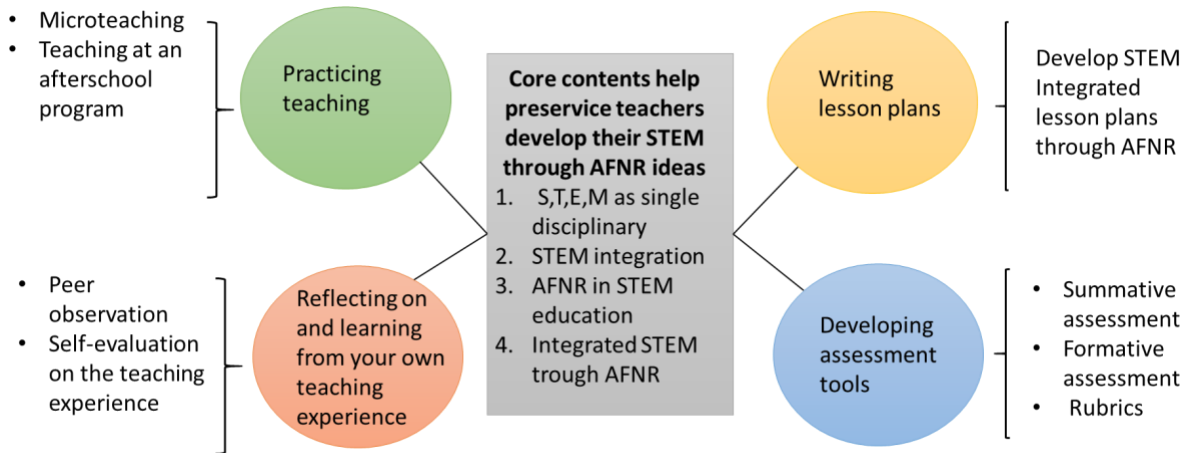 • Microteaching
• Teaching at an
afterschool
program
Practicing
teaching
• Peer
observation
• Self-evaluation
on the teaching
experience
Reflecting on
and learning
from your own
teaching
experience
Core contents help
preservice teachers
develop their STEM
through AFNR ideas
1. S,T,E,M as single
disciplinary
2. STEM integration
3. AFNR in STEM
education
4. Integrated STEM
trough AFNR
Writing
lesson plans
Develop STEM
Integrated
lesson plans
through AFNR
Developing
assessment
tools
• Summative
assessment
• Formative
assessment
• Rubrics